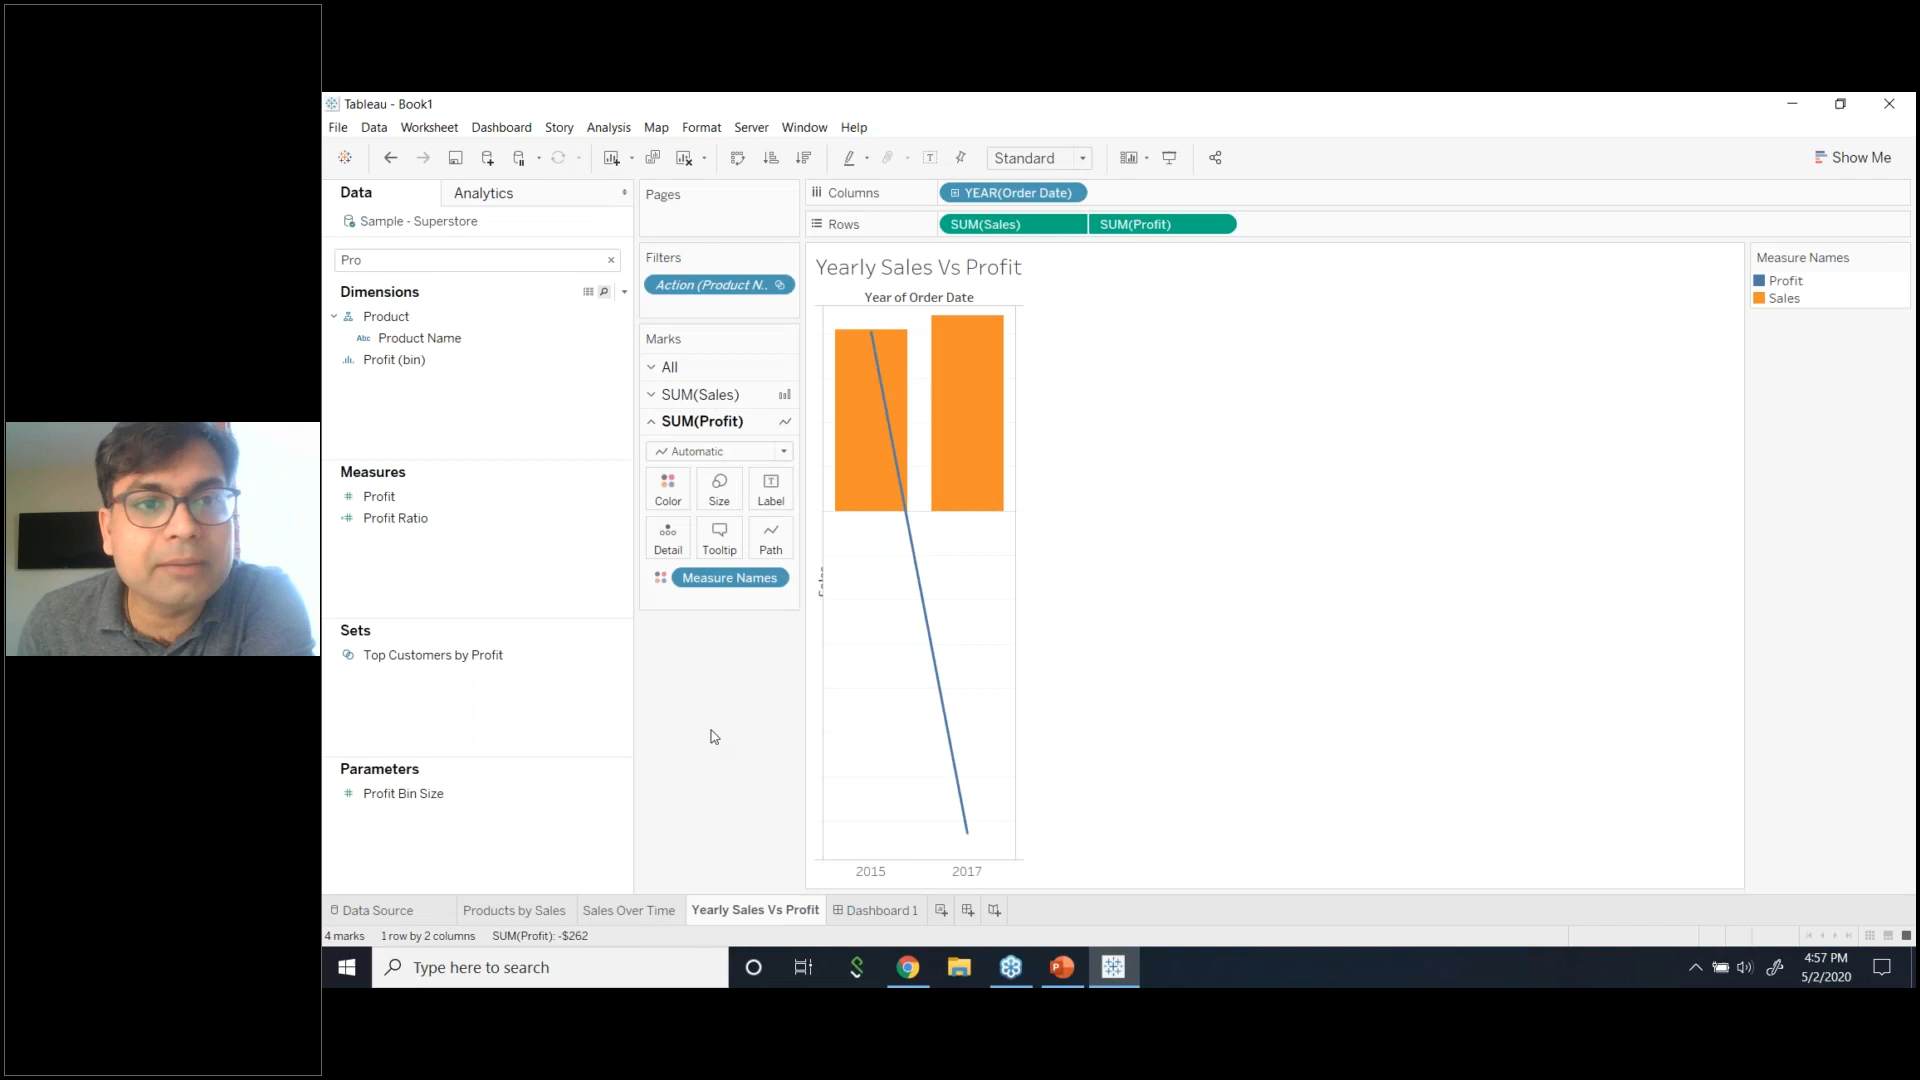 Tableau - Book1
File Data Worksheet Dashboard Story Analysis Map Format Server Window Help
Standard
Show Me
Data Analytics
Sample - Superstore
Pro
Dimensions
Product
Abc Product Name
Profit (bin)
Measures
Profit
Profit Ratio
Sets
Top Customers by Profit
Parameters
Profit Bin Size
Pages
Filters
Action (Product N..
Marks
All
SUM(Sales)
SUM(Profit)
Automatic
Color Size Label
Detail Tooltip Path
Measure Names
Columns YEAR(Order Date)
Rows SUM(Sales) SUM(Profit)
Yearly Sales Vs Profit
Year of Order Date
2015 2017
Measure Names
Profit
Sales
Data Source Products by Sales Sales Over Time Yearly Sales Vs Profit Dashboard 1
4 marks 1 row by 2 columns SUM(Profit): -$262
Type here to search
4:57 PM
5/2/2020